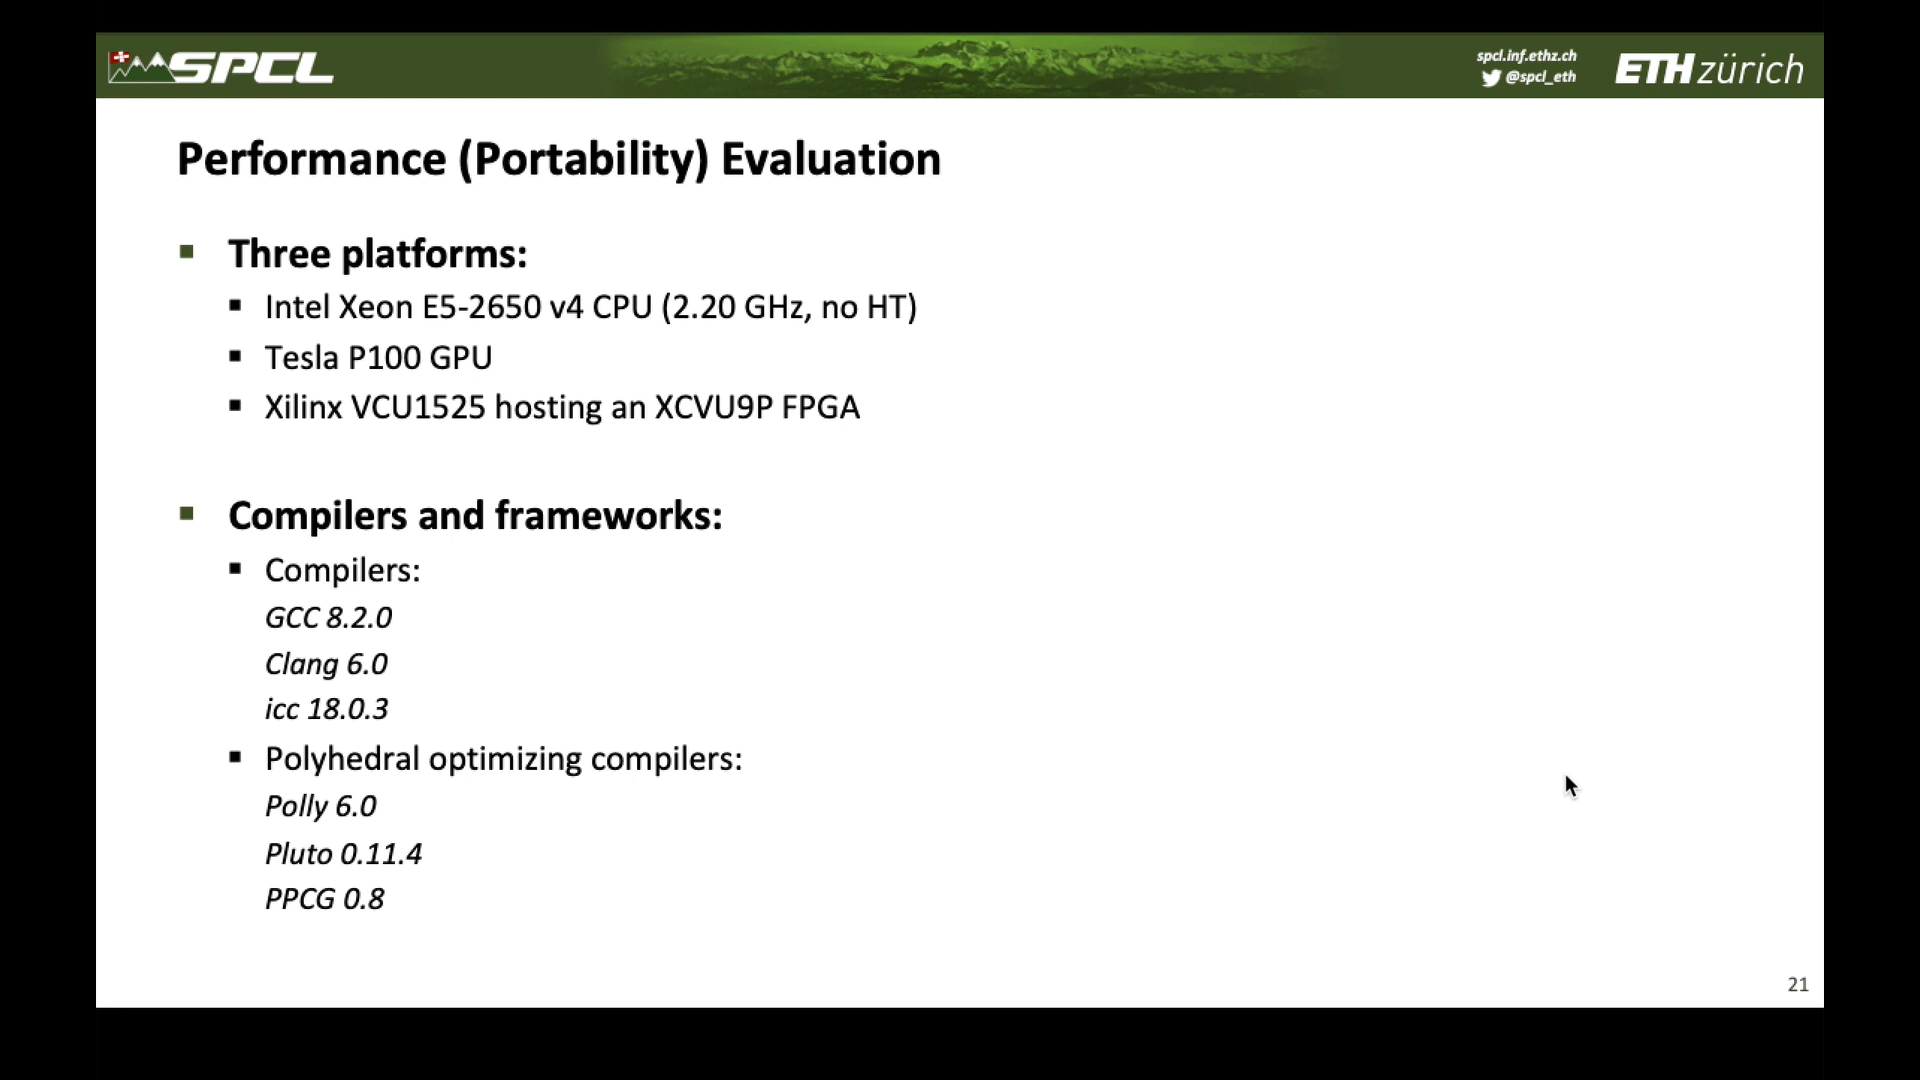 SPCL
spcl.inf.ethz.ch
@spcl_eth
ETH zürich
Performance (Portability) Evaluation
Three platforms:
Intel Xeon E5-2650 v4 CPU (2.20 GHz, no HT)
Tesla P100 GPU
Xilinx VCU1525 hosting an XCVU9P FPGA
Compilers and frameworks:
Compilers:
GCC 8.2.0
Clang 6.0
icc 18.0.3
Polyhedral optimizing compilers:
Polly 6.0
Pluto 0.11.4
PPCG 0.8
21